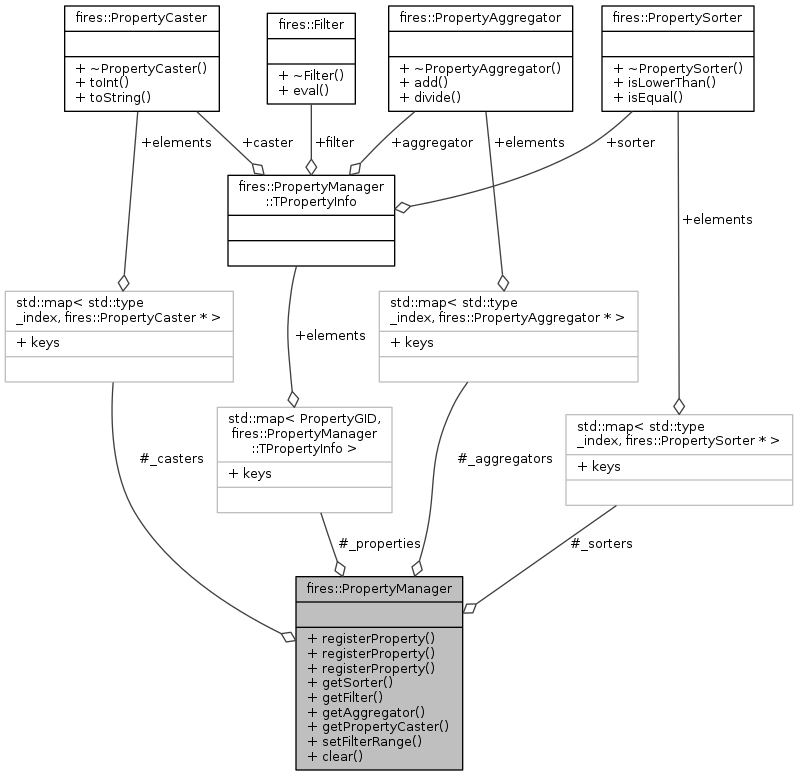 fires::PropertyCaster
+ ~PropertyCaster()
+ toInt()
+ toString()
fires::Filter
+ ~Filter()
+ eval()
fires::PropertyAggregator
+ ~PropertyAggregator()
+ add()
+ divide()
fires::PropertySorter
+ ~PropertySorter()
+ isLowerThan()
+ isEqual()
+elements
+caster
+filter
+aggregator
+elements
+sorter
fires::PropertyManager
::TPropertyInfo
+elements
std::map< std::type
_index, fires::PropertyCaster * >
+ keys
std::map< std::type
_index, fires::PropertyAggregator * >
+ keys
+elements
std::map< PropertyGID,
fires::PropertyManager
::TPropertyInfo >
+ keys
std::map< std::type
_index, fires::PropertySorter * >
+ keys
#_casters
#_aggregators
#_properties
#_sorters
fires::PropertyManager
+ registerProperty()
+ registerProperty()
+ registerProperty()
+ getSorter()
+ getFilter()
+ getAggregator()
+ getPropertyCaster()
+ setFilterRange()
+ clear()